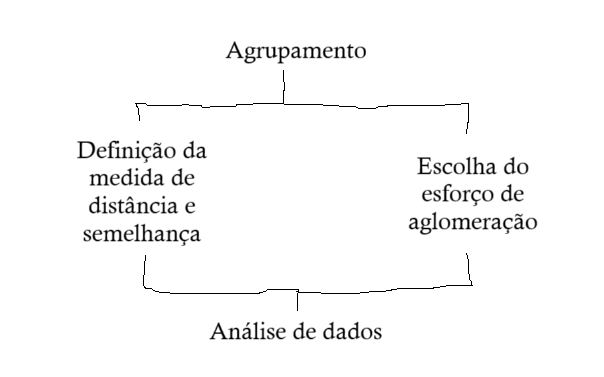 Agrupamento
Definição da
medida de
distância e
semelhança
Escolha do
esforço de
aglomeração
Análise de dados